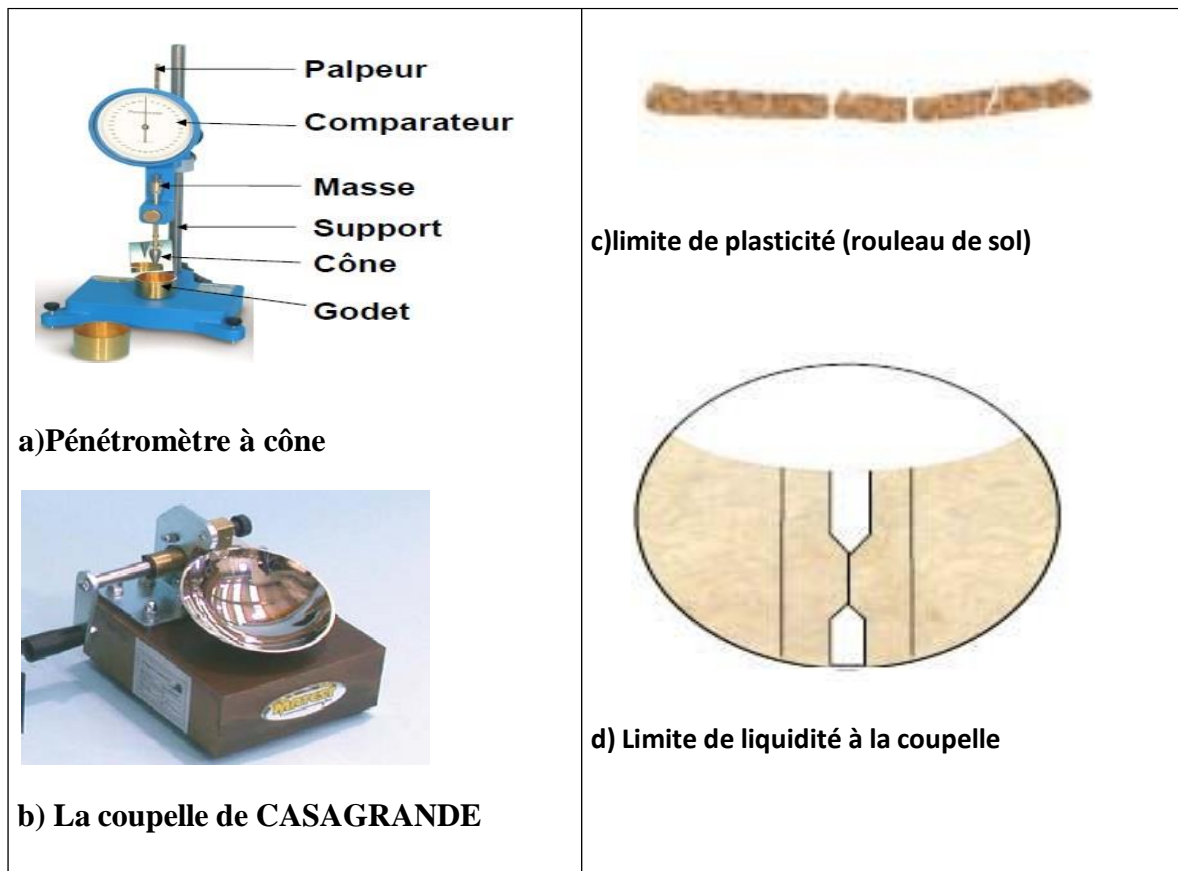 Palpeur
Comparateur
Masse
Support
Cône
Godet
a)Pénétromètre à cône
b) La coupelle de CASAGRANDE
c)limite de plasticité (rouleau de sol)
d) Limite de liquidité à la coupelle